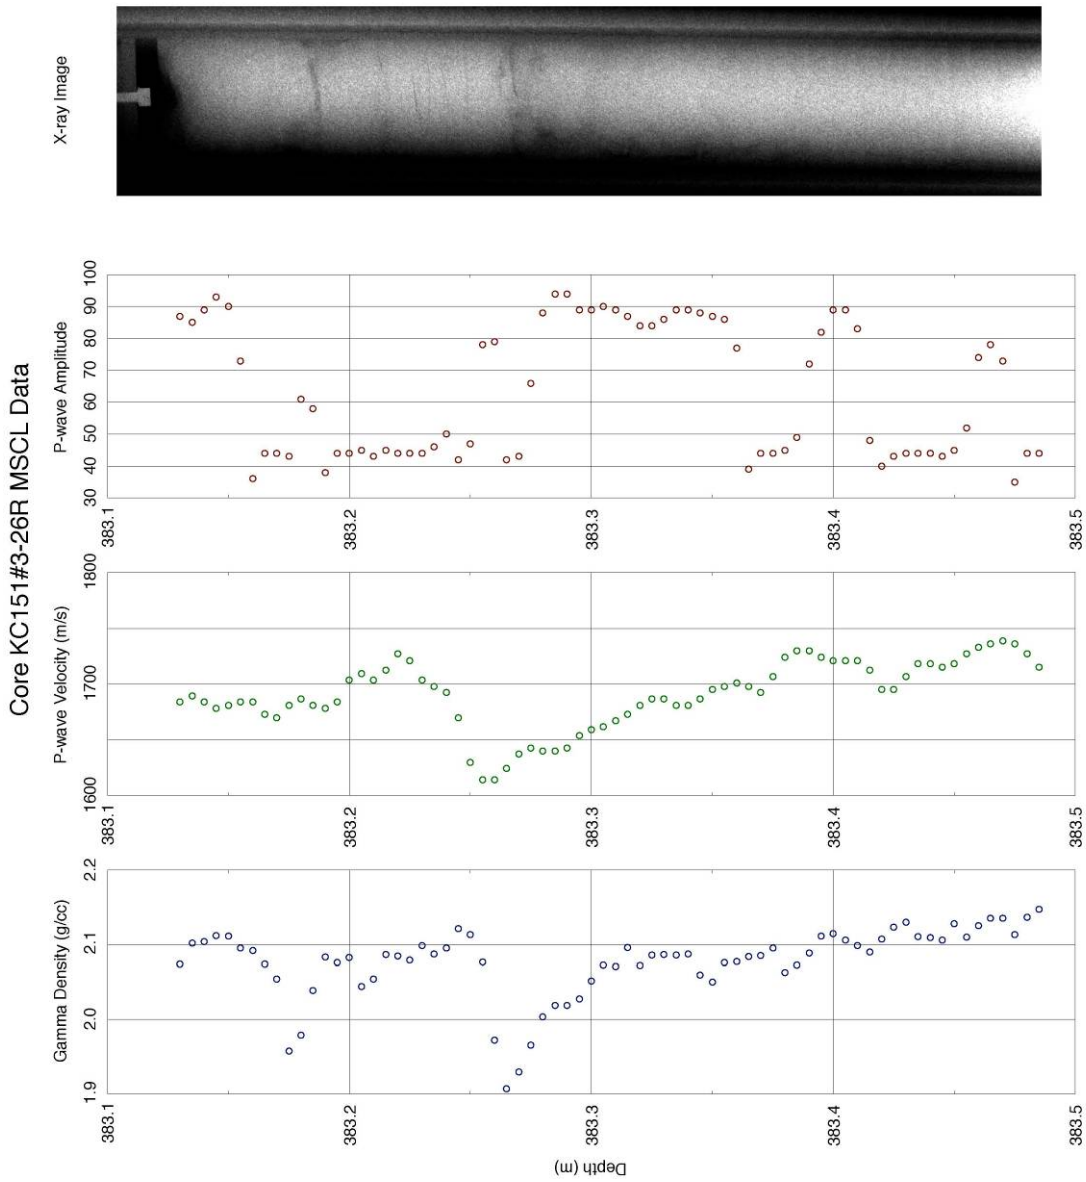 Core KC151#3-26R MSCL Data
X-ray Image
P-wave Amplitude
30 40 50 60 70 80 90 100
383.1
383.2
383.3
383.4
383.5
P-wave Velocity (m/s)
1600 1700 1800
383.1
383.2
383.3
383.4
383.5
Gamma Density (g/cc)
1.9 2.0 2.1 2.2
383.1
383.2
383.3
383.4
383.5
Depth (m)